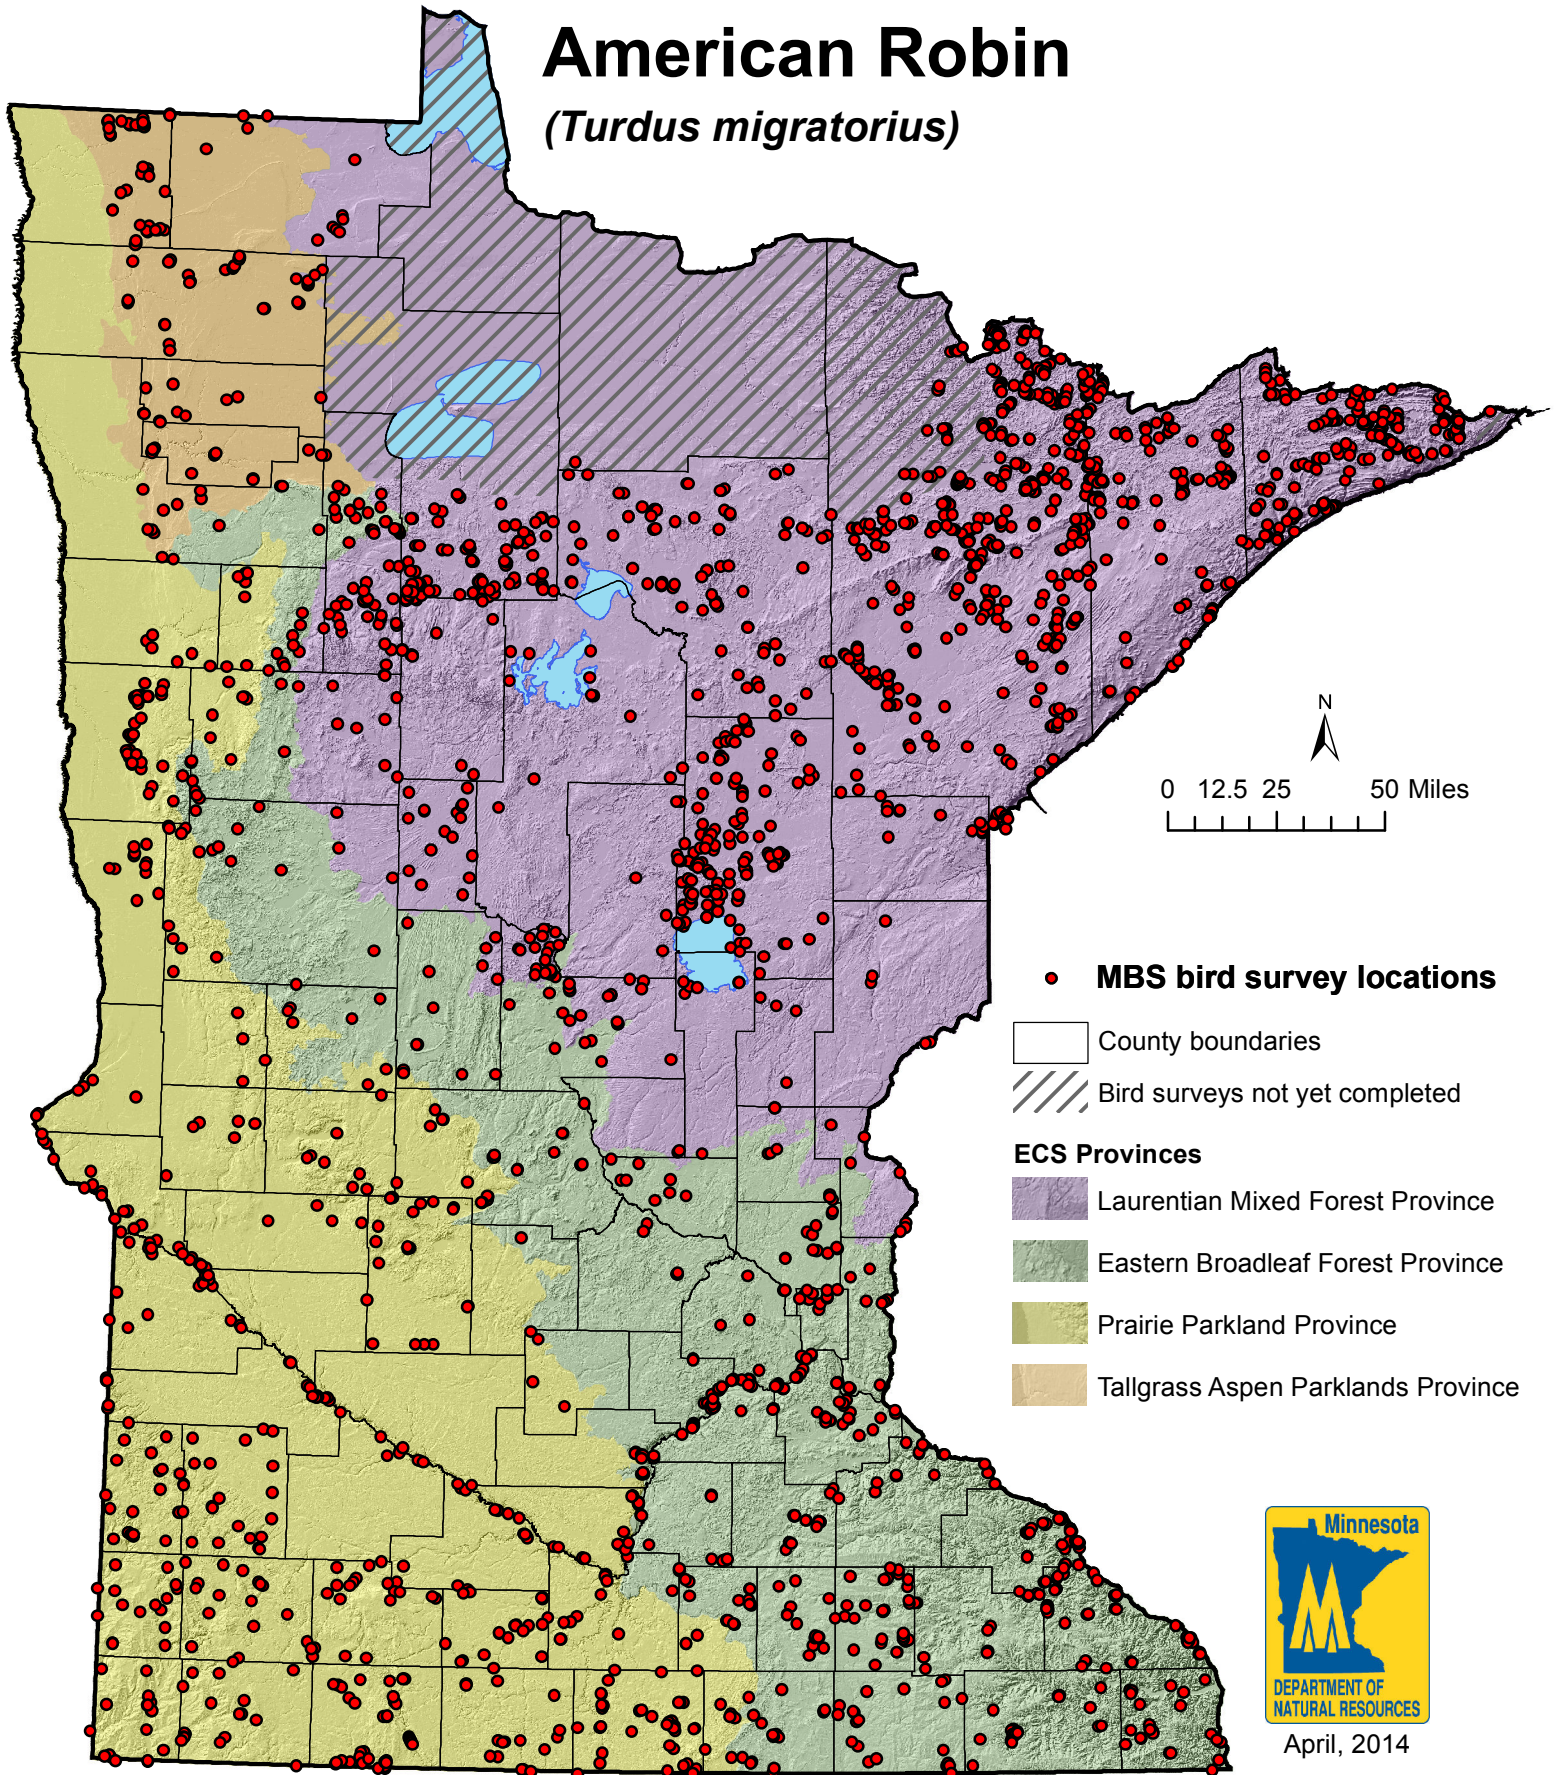 American Robin
(Turdus migratorius)
N
0 12.5 25 50 Miles
MBS bird survey locations
County boundaries
Bird surveys not yet completed
ECS Provinces
Laurentian Mixed Forest Province
Eastern Broadleaf Forest Province
Prairie Parkland Province
Tallgrass Aspen Parklands Province
Minnesota
DEPARTMENT OF
NATURAL RESOURCES
April, 2014